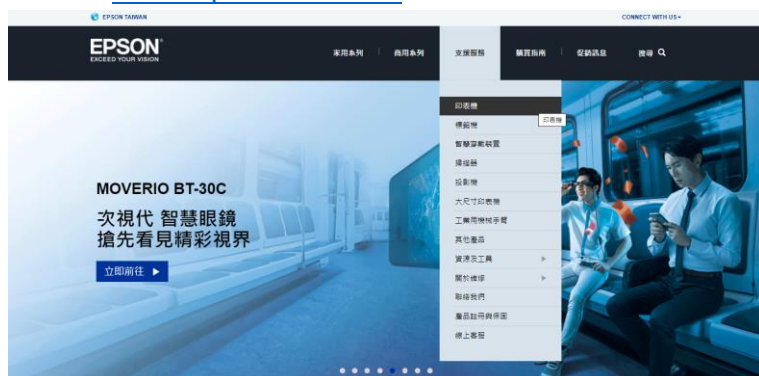 EPSON TAIWAN
CONNECT WITH US
EPSON
EXCEED YOUR VISION
家用系列
商用系列
支援服務
購買指南
促銷訊息
搜尋
印表機
印表機
標籤機
智慧穿戴裝置
掃描器
投影機
大尺寸印表機
工業用機械手臂
其他產品
資源及工具
關於維修
聯絡我們
產品註冊與保固
線上客服
MOVERIO BT-30C
次視代 智慧眼鏡
搶先看見精彩視界
立即前往